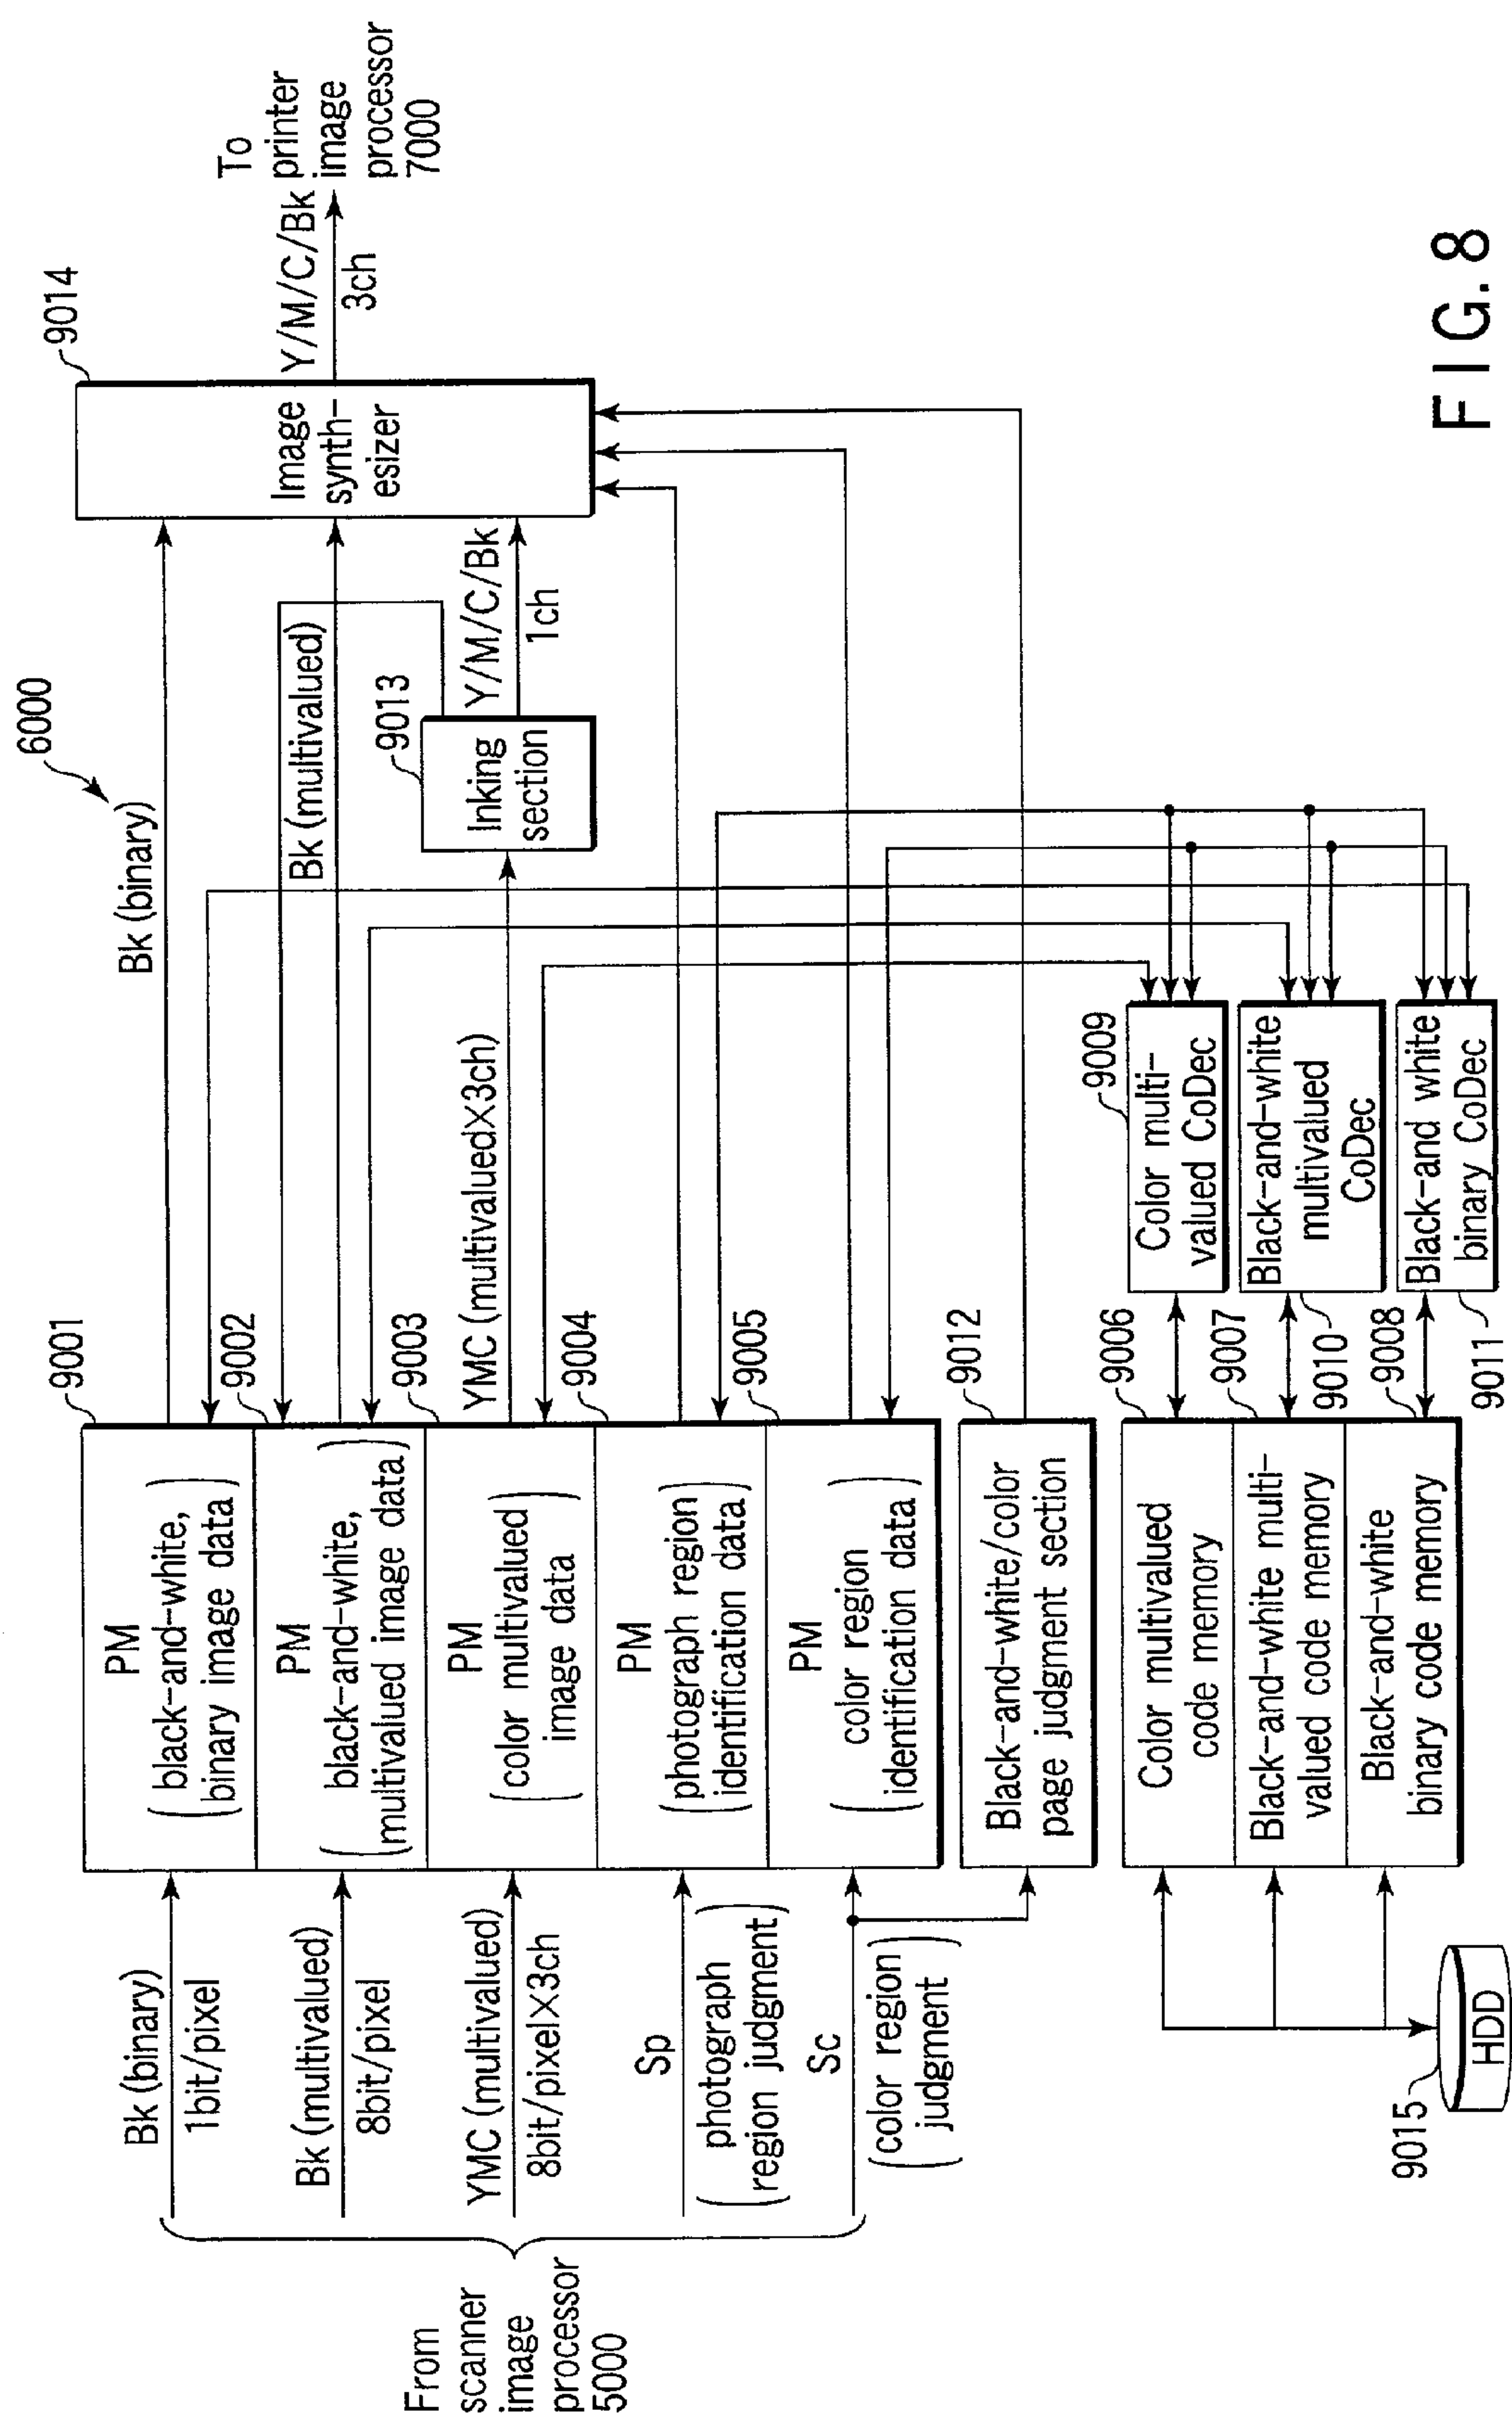 6000
From
scanner
image
processor
5000
Bk (binary)
1bit/pixel
Bk (multivalued)
8bit/pixel
YMC (multivalued)
8bit/pixel×3ch
Sp
(photograph
region judgment)
Sc
(color region
judgment)
9001
PM
(black-and-white,
binary image data)
9002
PM
(black-and-white,
multivalued image data)
9003
PM
(color multivalued
image data)
9004
PM
(photograph region
identification data)
9005
PM
(color region
identification data)
9012
Black-and-white/color
page judgment section
9006
Color multivalued
code memory
9007
Black-and-white multi-
valued code memory
9008
Black-and-white
binary code memory
9015
HDD
9009
Color multi-
valued CoDec
9010
Black-and-white
multivalued
CoDec
9011
Black-and white
binary CoDec
Bk (binary)
Bk (multivalued)
YMC (multivalued×3ch)
9013
Inking
section
Y/M/C/Bk
1ch
9014
Image
synth-
esizer
Y/M/C/Bk
3ch
To
printer
image
processor
7000
FIG. 8